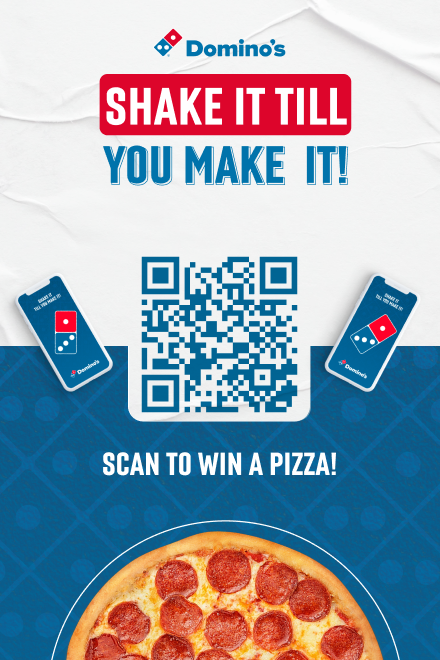 Domino's
SHAKE IT TILL
YOU MAKE IT!
SHAKE IT
TILL YOU MAKE IT!
Domino's
SHAKE IT
TILL YOU MAKE IT!
Domino's
SCAN TO WIN A PIZZA!